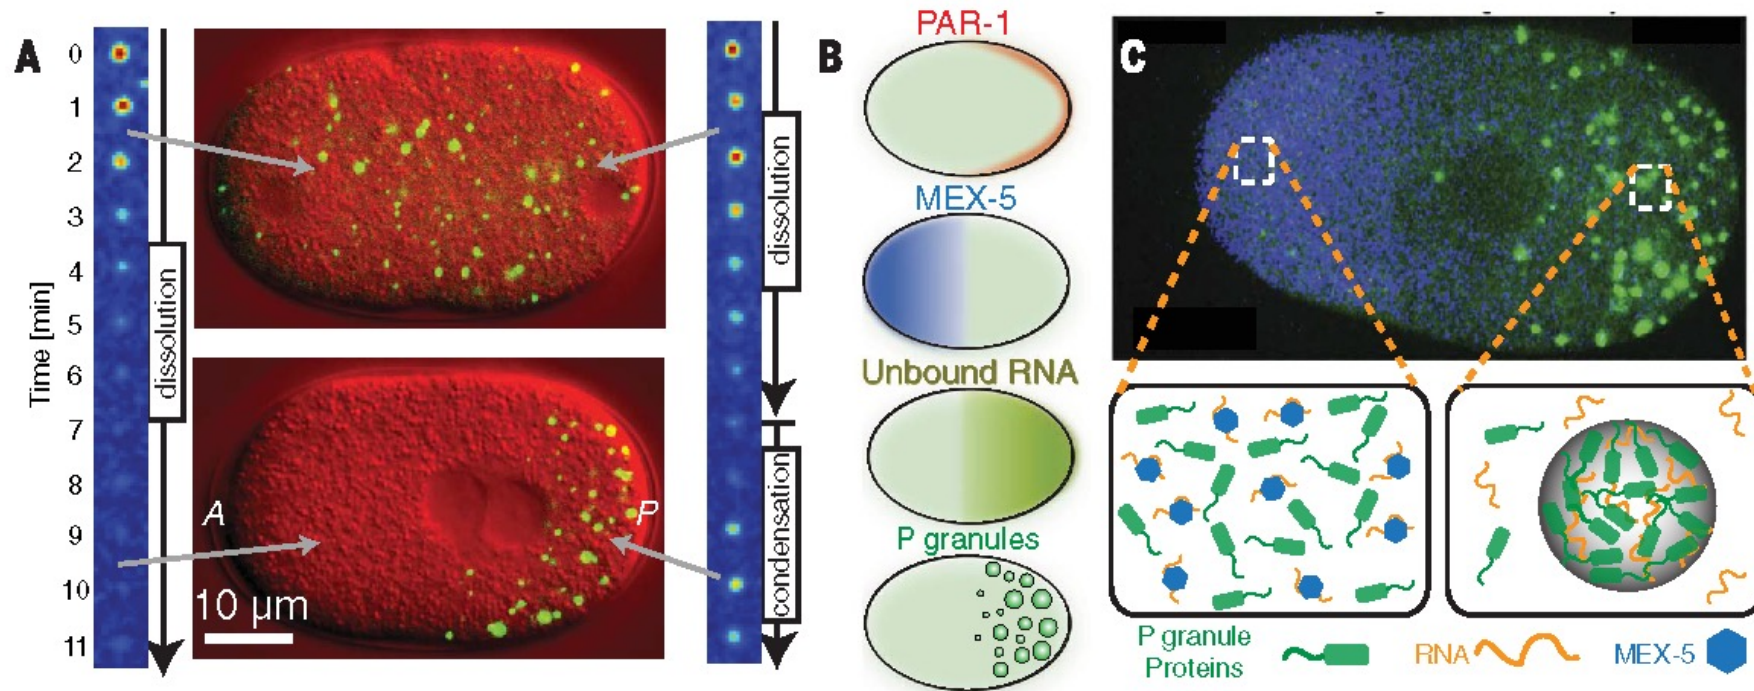 A
Time [min]
0
1
2
3
4
5
6
7
8
9
10
11
dissolution
A
P
10 µm
dissolution
condensation
B
PAR-1
MEX-5
Unbound RNA
P granules
C
P granule
Proteins
RNA
MEX-5